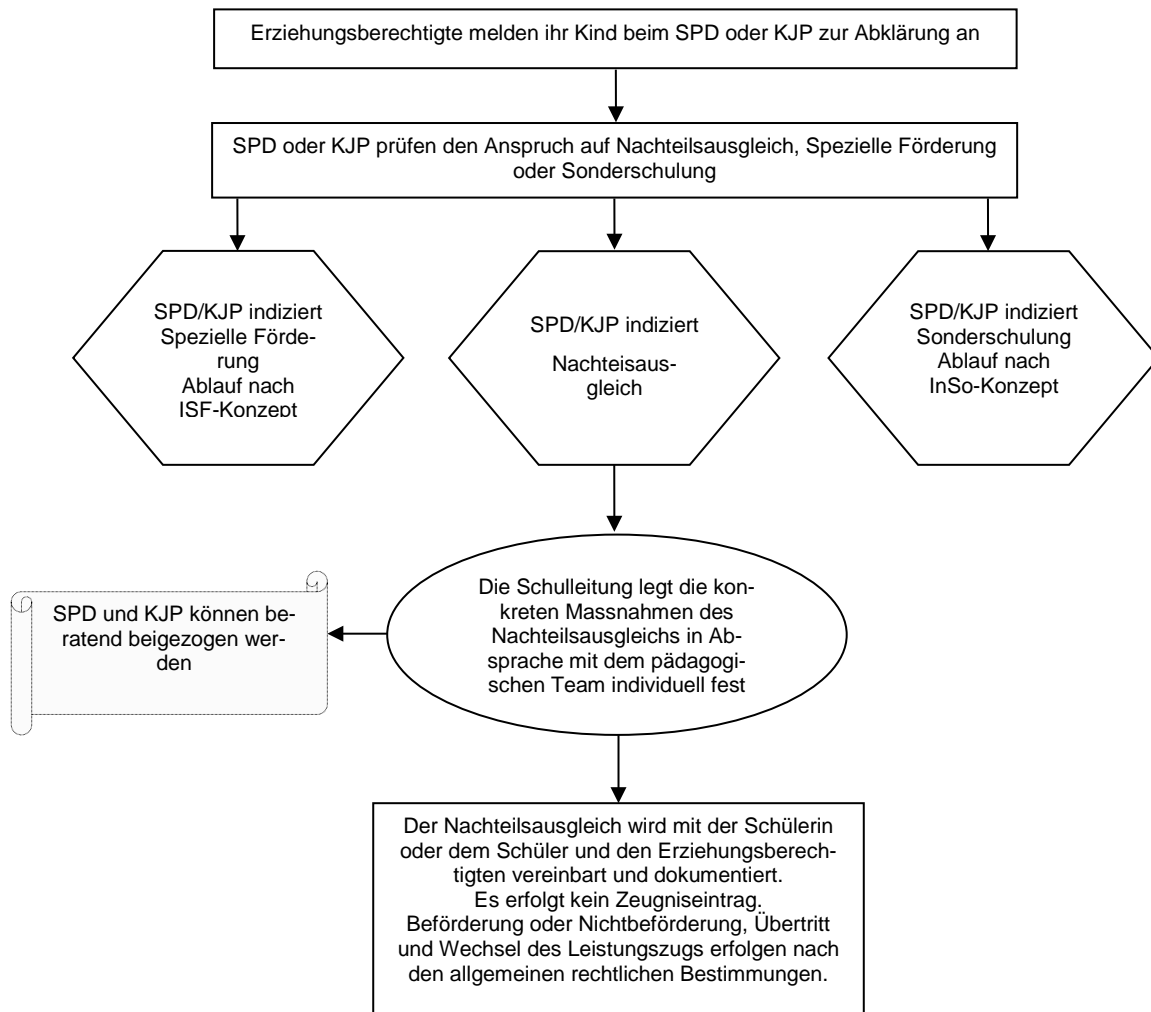 Erziehungsberechtigte melden ihr Kind beim SPD oder KJP zur Abklärung an
SPD oder KJP prüfen den Anspruch auf Nachteilsausgleich, Spezielle Förderung
oder Sonderschulung
SPD/KJP indiziert
Spezielle Förde-
rung
Ablauf nach
ISF-Konzept
SPD/KJP indiziert
Nachteisaus-
gleich
SPD/KJP indiziert
Sonderschulung
Ablauf nach
InSo-Konzept
Die Schulleitung legt die kon-
kreten Massnahmen des
Nachteilsausgleichs in Ab-
sprache mit dem pädagogi-
schen Team individuell fest
SPD und KJP können be-
ratend beigezogen wer-
den
Der Nachteilsausgleich wird mit der Schülerin
oder dem Schüler und den Erziehungsberech-
tigten vereinbart und dokumentiert.
Es erfolgt kein Zeugniseintrag.
Beförderung oder Nichtbeförderung, Übertritt
und Wechsel des Leistungszugs erfolgen nach
den allgemeinen rechtlichen Bestimmungen.